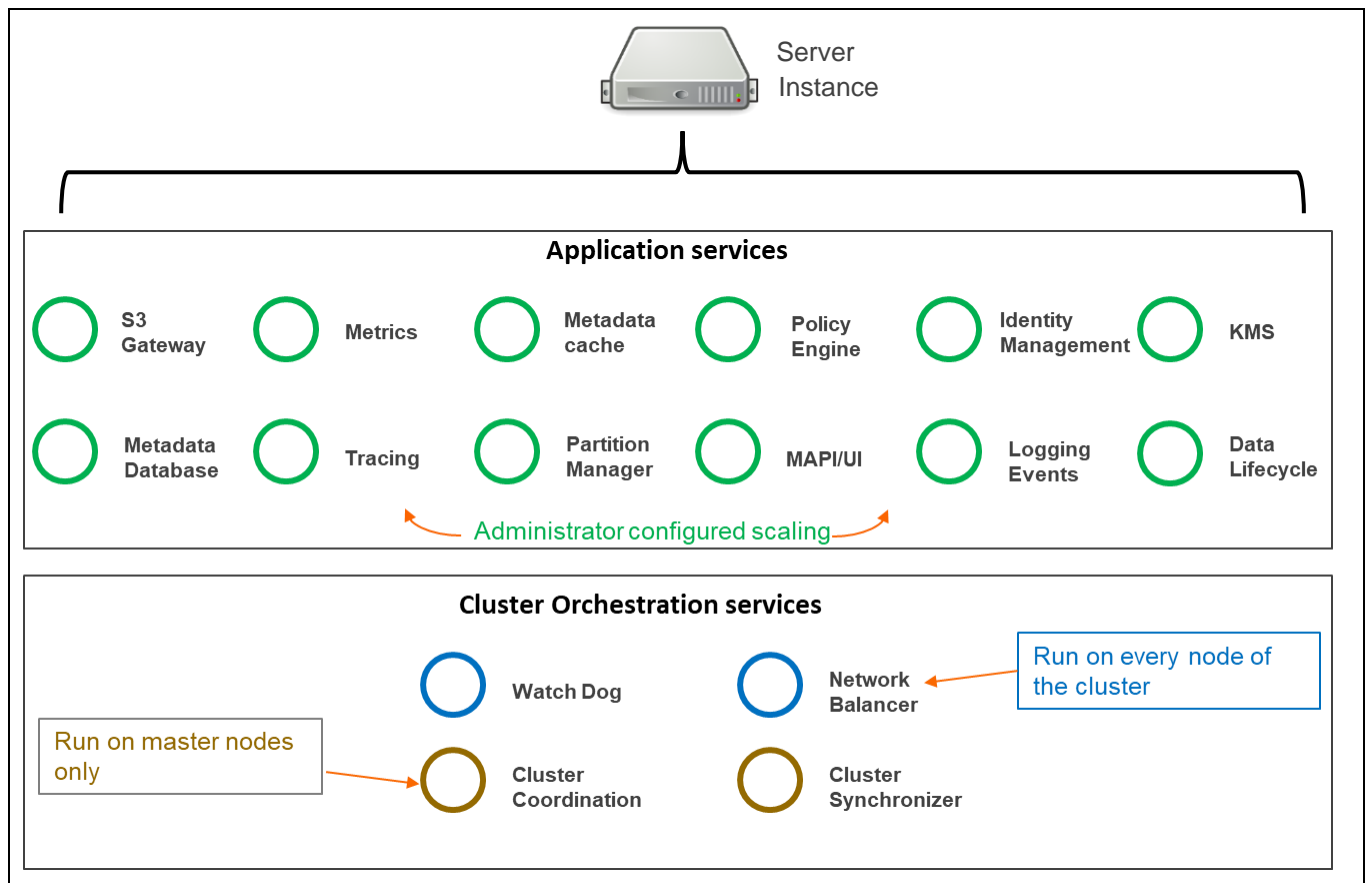 Server
Instance
Application services
S3
Gateway
Metrics
Metadata
cache
Policy
Engine
Identity
Management
KMS
Metadata
Database
Tracing
Partition
Manager
MAPI/UI
Logging
Events
Data
Lifecycle
Administrator configured scaling
Cluster Orchestration services
Watch Dog
Network
Balancer
Run on every node of
the cluster
Run on master nodes
only
Cluster
Coordination
Cluster
Synchronizer